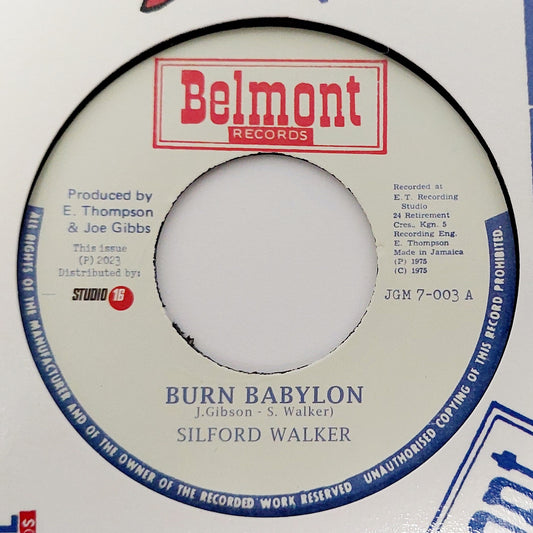 Belmont
RECORDS
Produced by
E. Thompson
& Joe Gibbs
This issue
(P) 2023
Distributed by:
STUDIO 16
Recorded at
E. T. Recording
Studio
24 Retirement
Cres., Kgn. 5
Recording Eng.
E. Thompson
Made in Jamaica
(P) 1975
(C) 1975
JGM 7-003 A
BURN BABYLON
J.Gibson - S. Walker)
SILFORD WALKER
ALL RIGHTS OF THE MANUFACTURER AND OF THE OWNER OF THE RECORDED WORK RESERVED UNAUTHORISED COPYING OF THIS RECORD PROHIBITED.